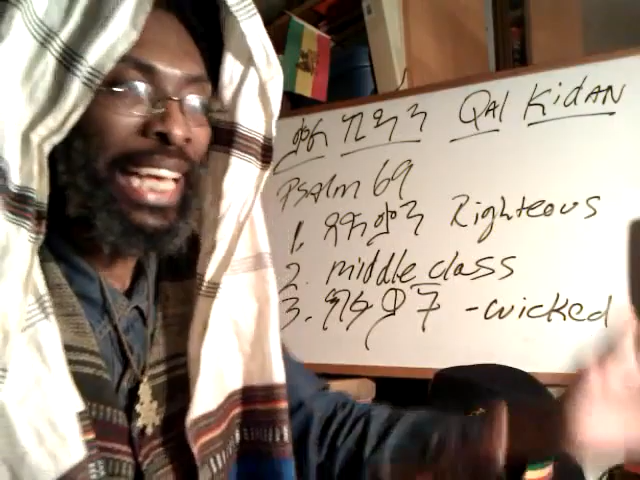 ቃል ኪዳን Qal Kidan
Psalm 69
1. ጻድቃን Righteous
2. middle class
3. - wicked